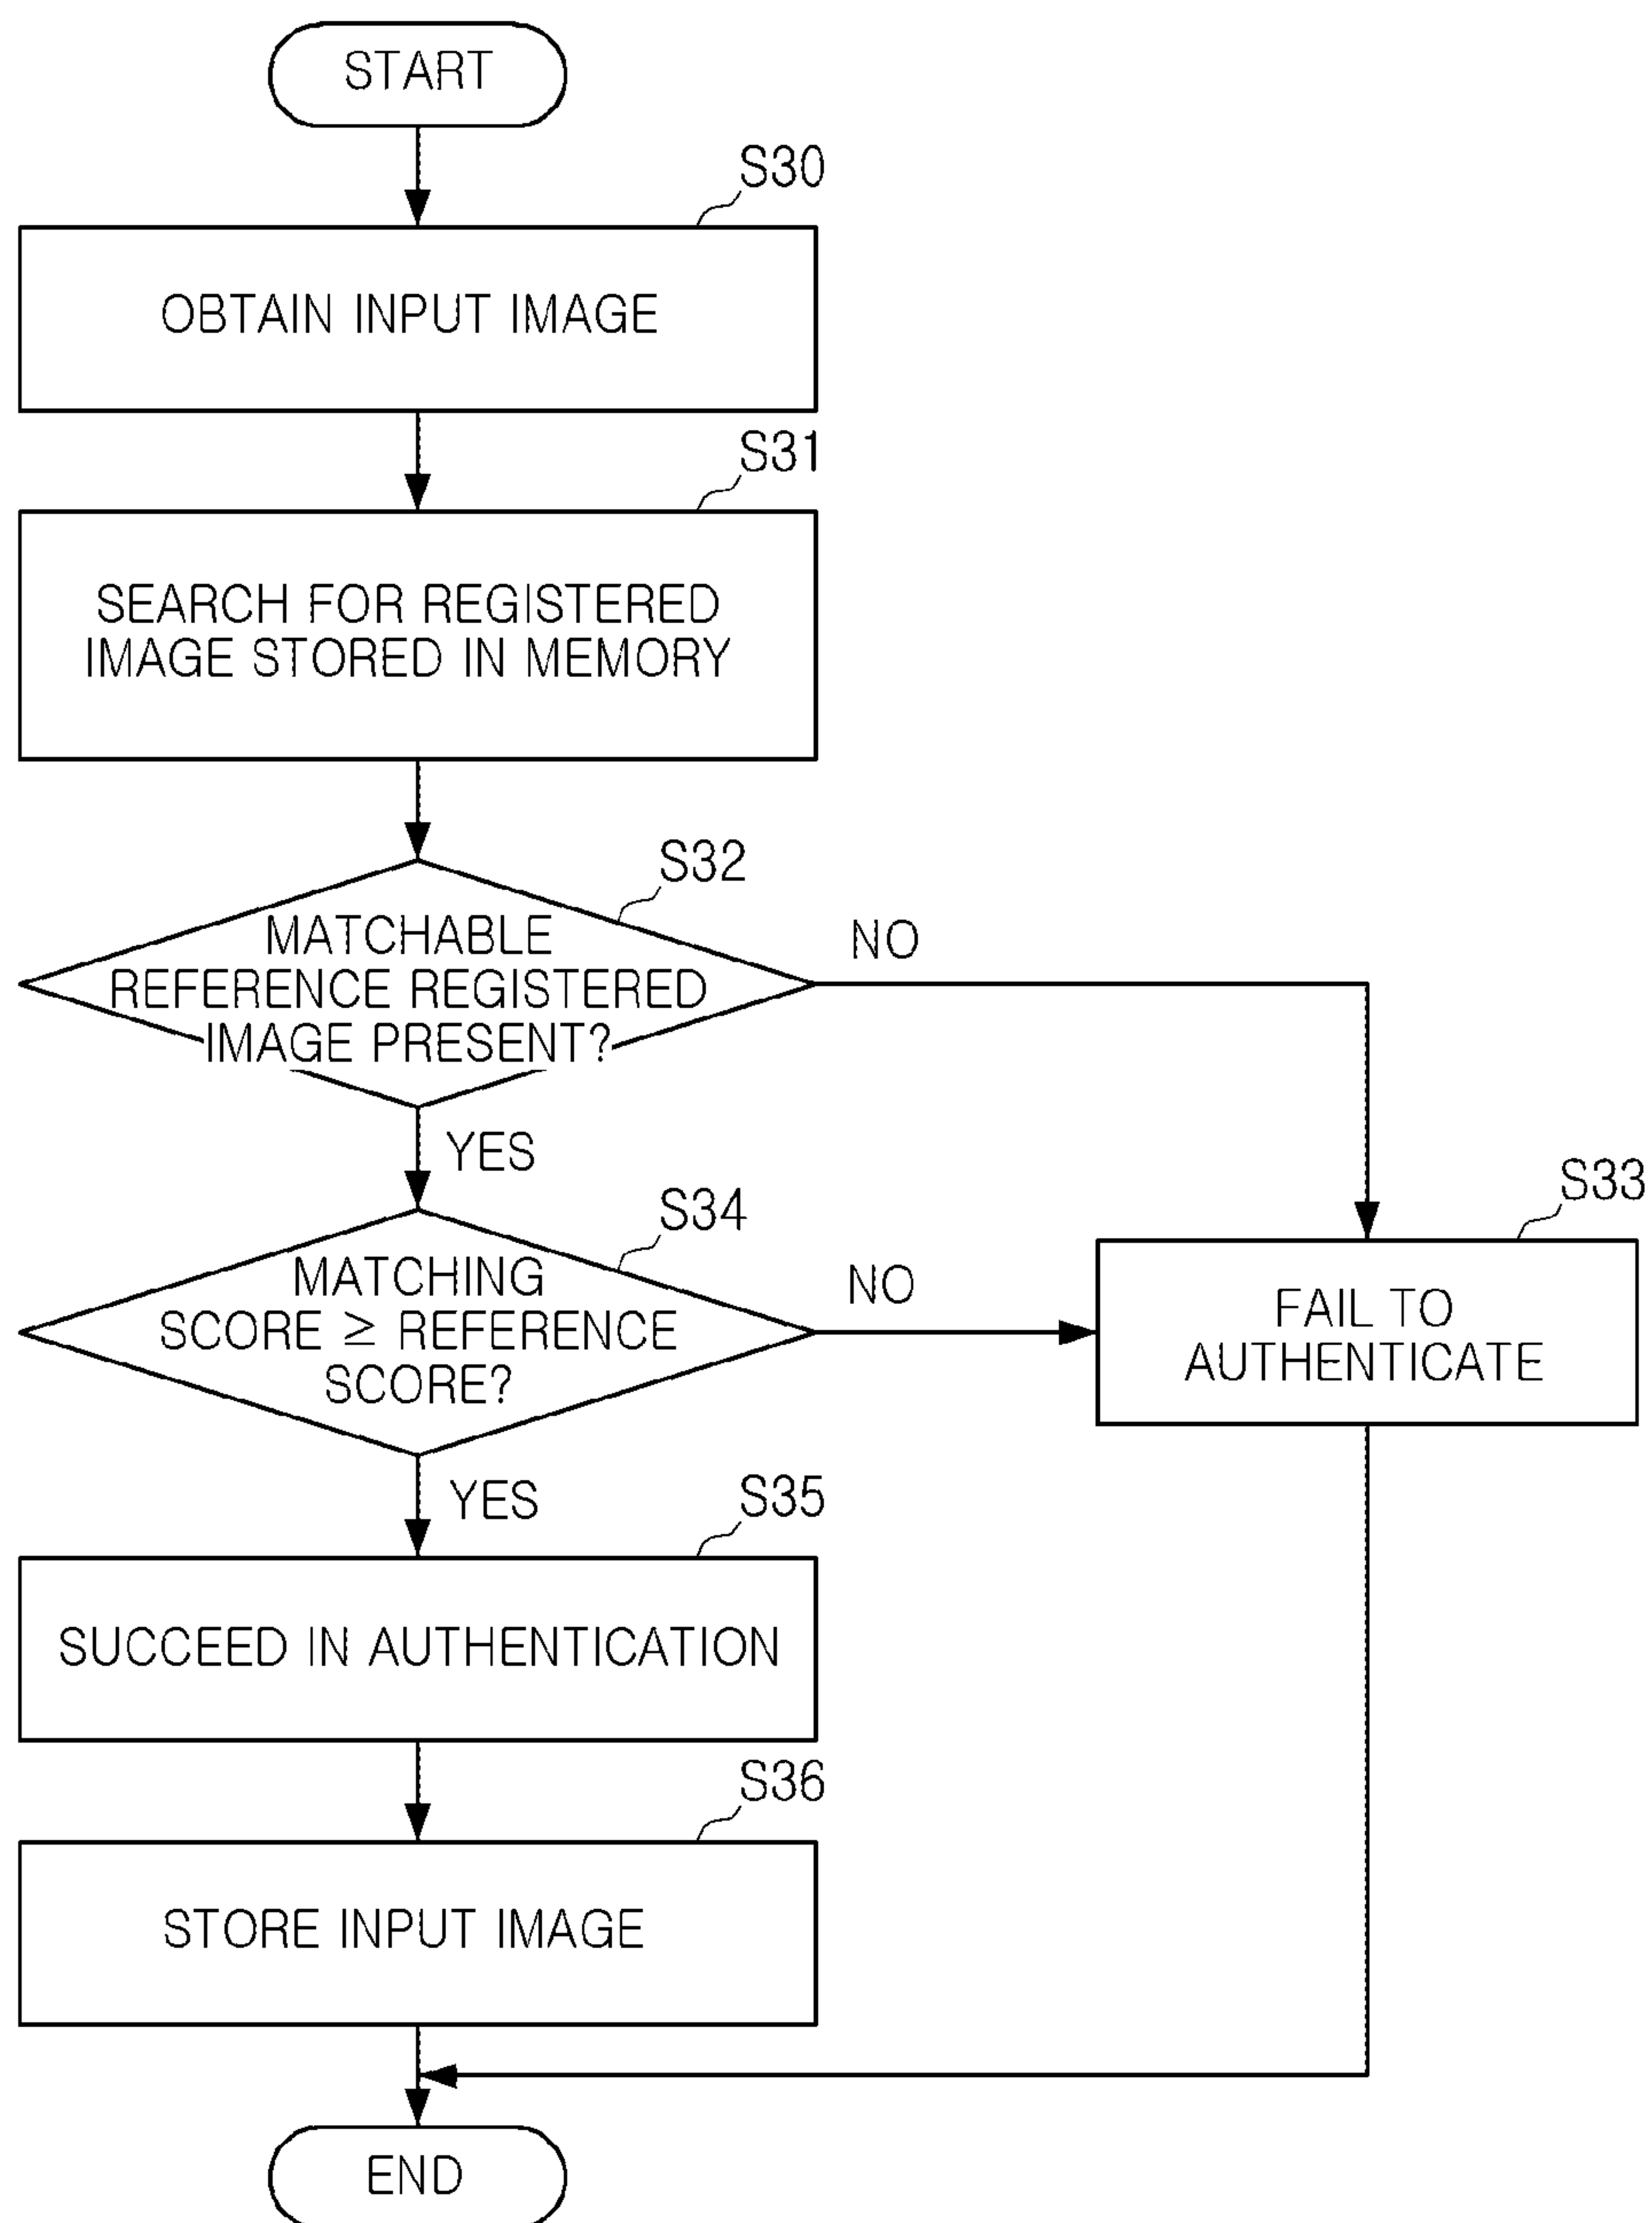 START
S30
OBTAIN INPUT IMAGE
S31
SEARCH FOR REGISTERED
IMAGE STORED IN MEMORY
S32
MATCHABLE
REFERENCE REGISTERED
IMAGE PRESENT?
NO
YES
S34
MATCHING
SCORE ≥ REFERENCE
SCORE?
NO
S33
FAIL TO
AUTHENTICATE
YES
S35
SUCCEED IN AUTHENTICATION
S36
STORE INPUT IMAGE
END